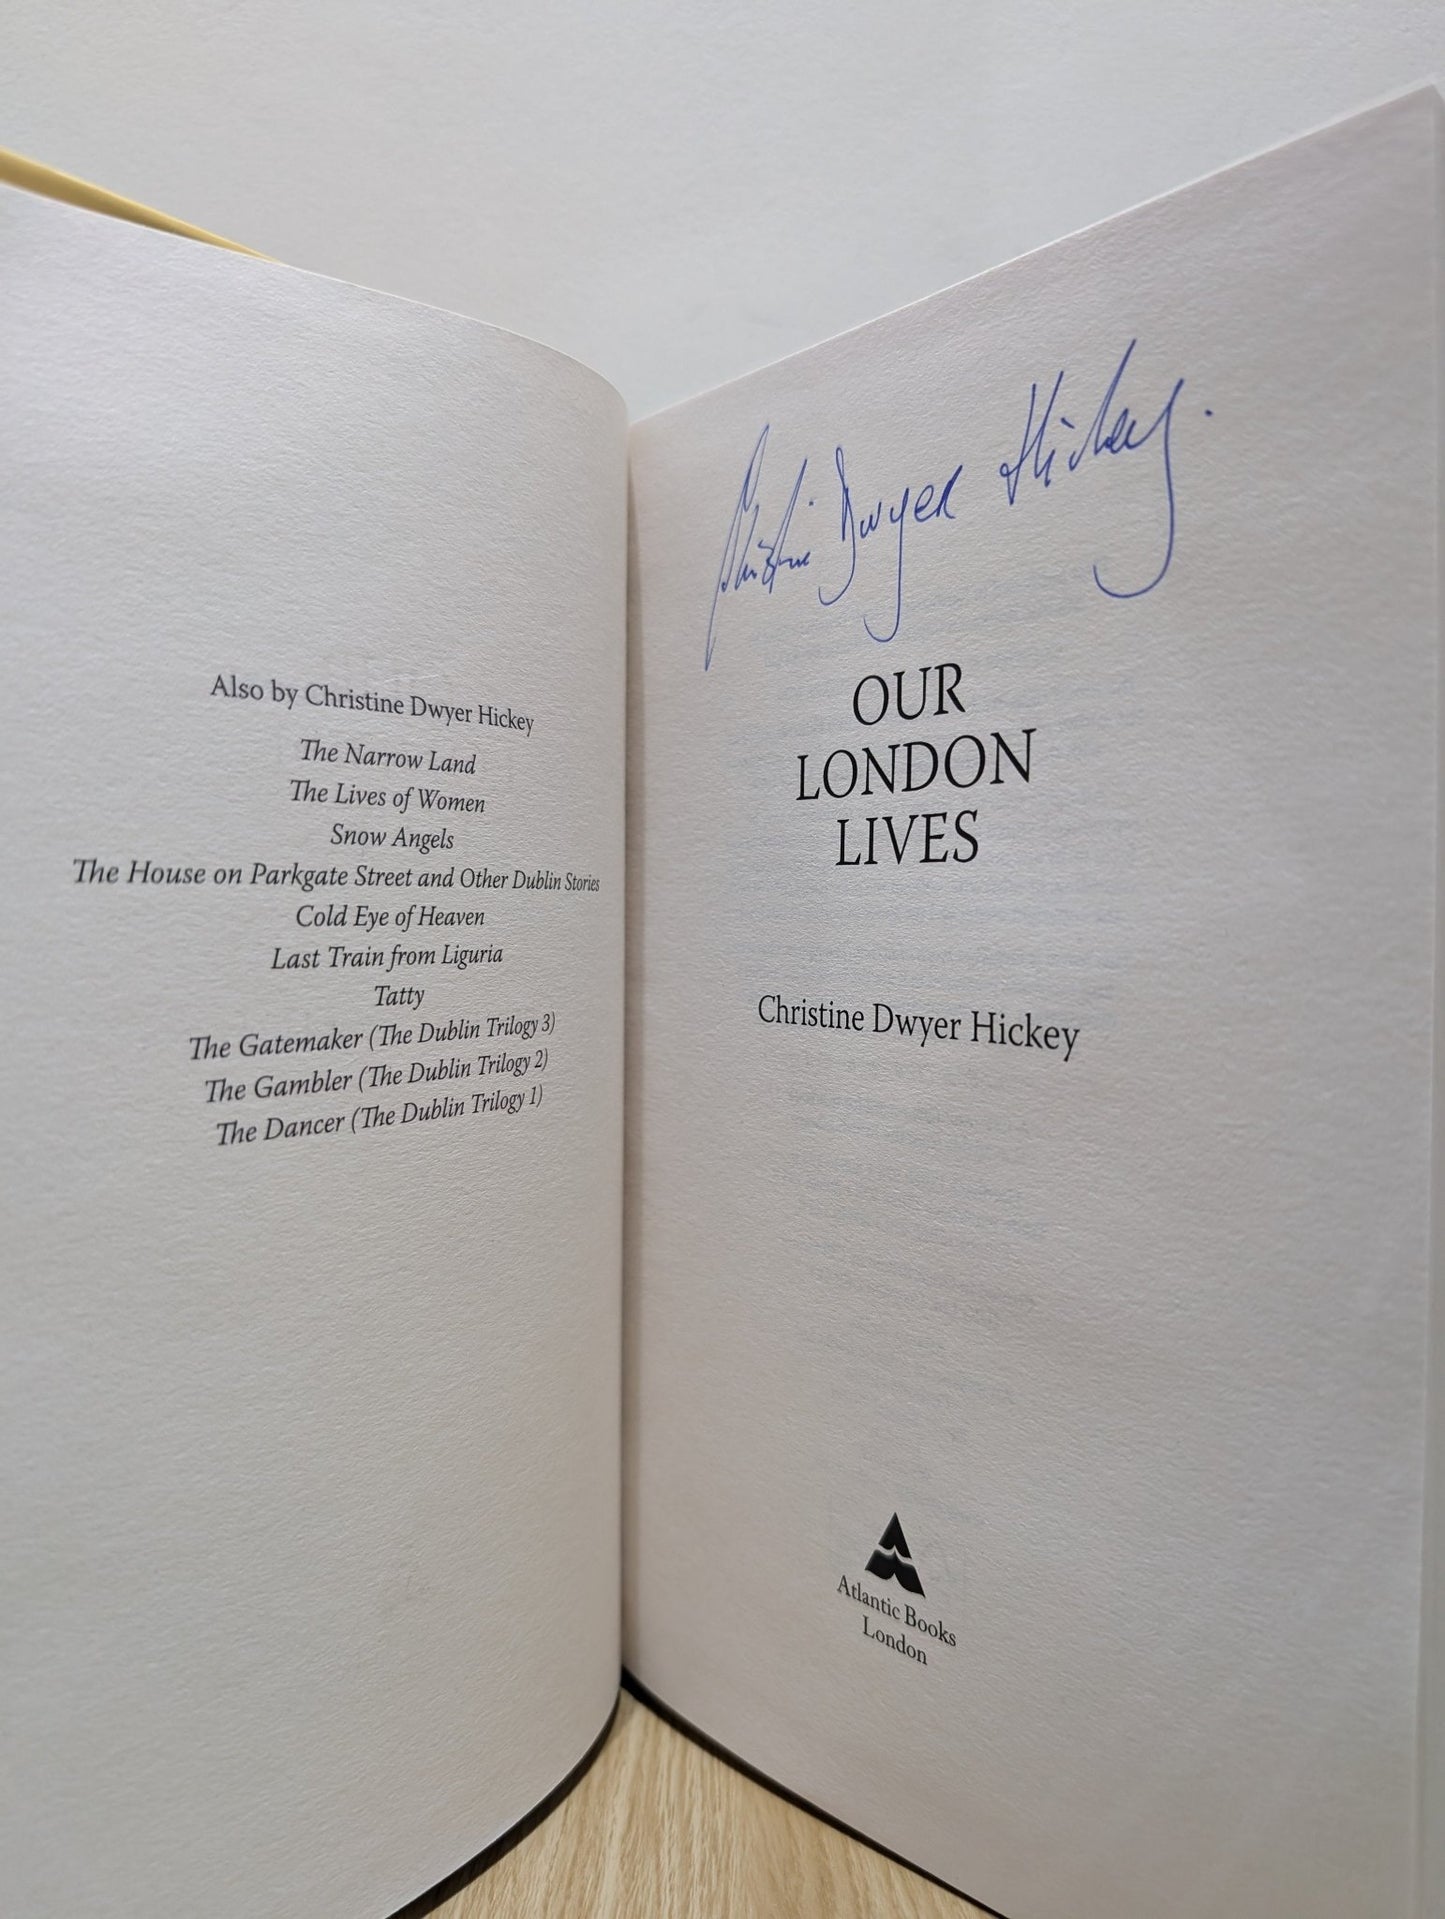 Also by Christine Dwyer Hickey
The Narrow Land
The Lives of Women
Snow Angels
The House on Parkgate Street and Other Dublin Stories
Cold Eye of Heaven
Last Train from Liguria
Tatty
The Gatemaker (The Dublin Trilogy 3)
The Gambler (The Dublin Trilogy 2)
The Dancer (The Dublin Trilogy 1)
Christine Dwyer Hickey.
OUR
LONDON
LIVES
Christine Dwyer Hickey
Atlantic Books
London